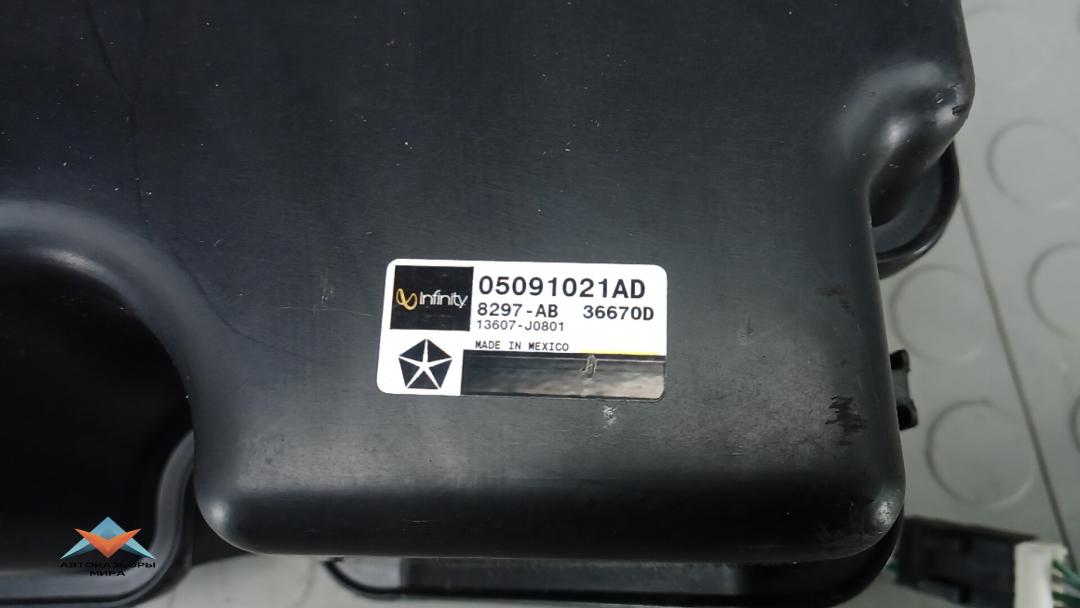 Infinity
05091021AD
8297-AB 36670D
13607-J0801
MADE IN MEXICO
АВТОРАЗБОРЫ
МИРА